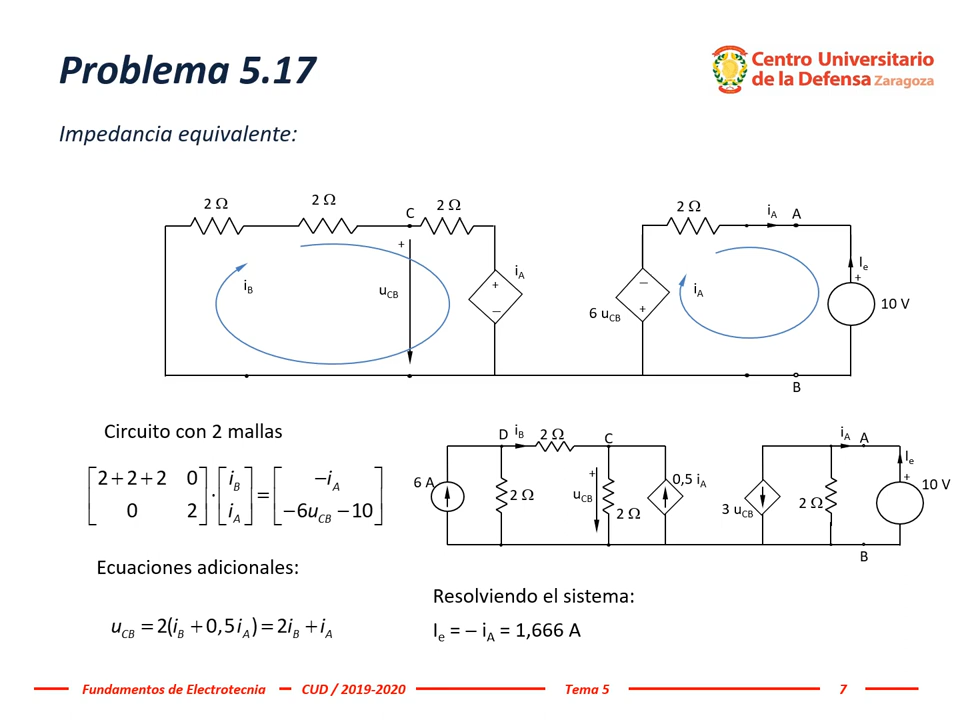 Problema 5.17
Centro Universitario
de la Defensa Zaragoza
Impedancia equivalente:
2 Ω
2 Ω
C
2 Ω
2 Ω
iA
A
+
iB
uCB
iA
+
–
–
+
6 uCB
iA
Ie
+
10 V
B
Circuito con 2 mallas
[2+2+2 0; 0 2] · [iB; iA] = [−iA; −6uCB −10]
D
iB
2 Ω
C
iA
A
6 A
2 Ω
+
uCB
2 Ω
0,5 iA
3 uCB
2 Ω
Ie
+
10 V
B
Ecuaciones adicionales:
uCB = 2(iB + 0,5iA) = 2iB + iA
Resolviendo el sistema:
Ie = – iA = 1,666 A
Fundamentos de Electrotecnia
CUD / 2019-2020
Tema 5
7